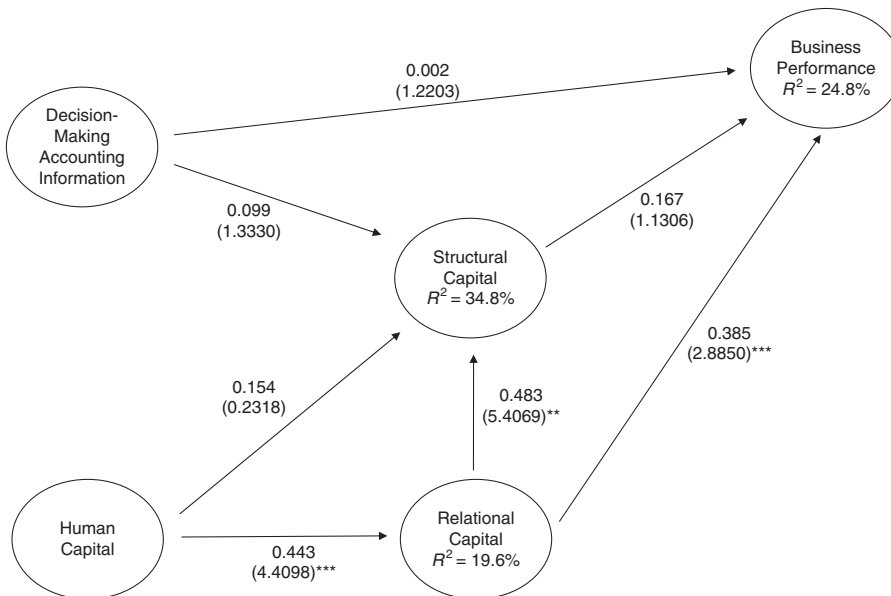 Business
Performance
R² = 24.8%
0.002
(1.2203)
Decision-
Making
Accounting
Information
0.099
(1.3330)
0.167
(1.1306)
Structural
Capital
R² = 34.8%
0.385
(2.8850)***
0.154
(0.2318)
0.483
(5.4069)**
Human
Capital
0.443
(4.4098)***
Relational
Capital
R² = 19.6%